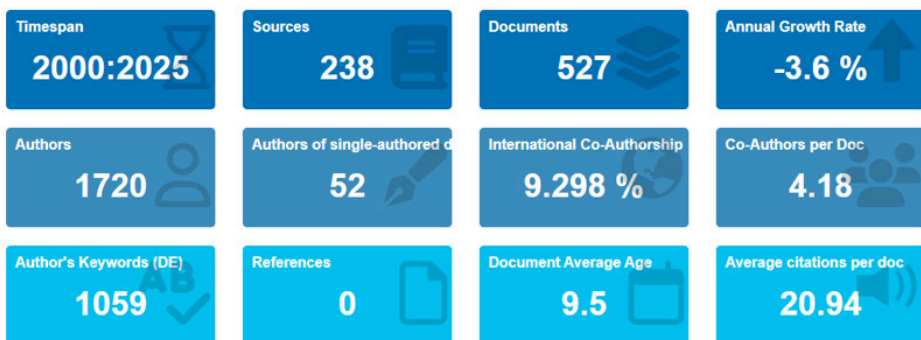 Timespan
2000:2025
Sources
238
Documents
527
Annual Growth Rate
-3.6 %
Authors
1720
Authors of single-authored d
52
International Co-Authorship
9.298 %
Co-Authors per Doc
4.18
Author's Keywords (DE)
AB
1059
References
0
Document Average Age
9.5
Average citations per doc
20.94